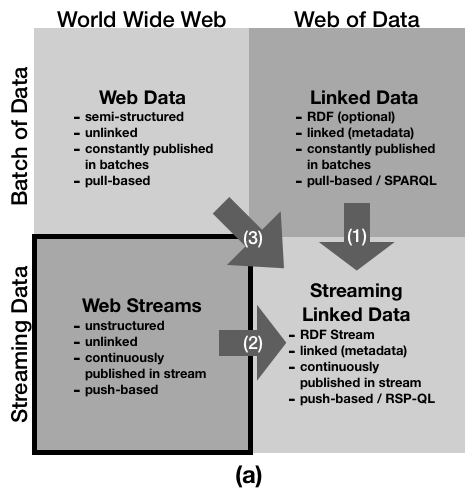 World Wide Web
Web of Data
Batch of Data
Web Data
- semi-structured
- unlinked
- constantly published
in batches
- pull-based
Linked Data
- RDF (optional)
- linked (metadata)
- constantly published
in batches
- pull-based / SPARQL
(3)
(1)
Streaming Data
Web Streams
- unstructured
- unlinked
- continuously
published in stream
- push-based
(2)
Streaming
Linked Data
- RDF Stream
- linked (metadata)
- continuously
published in stream
- push-based / RSP-QL
(a)